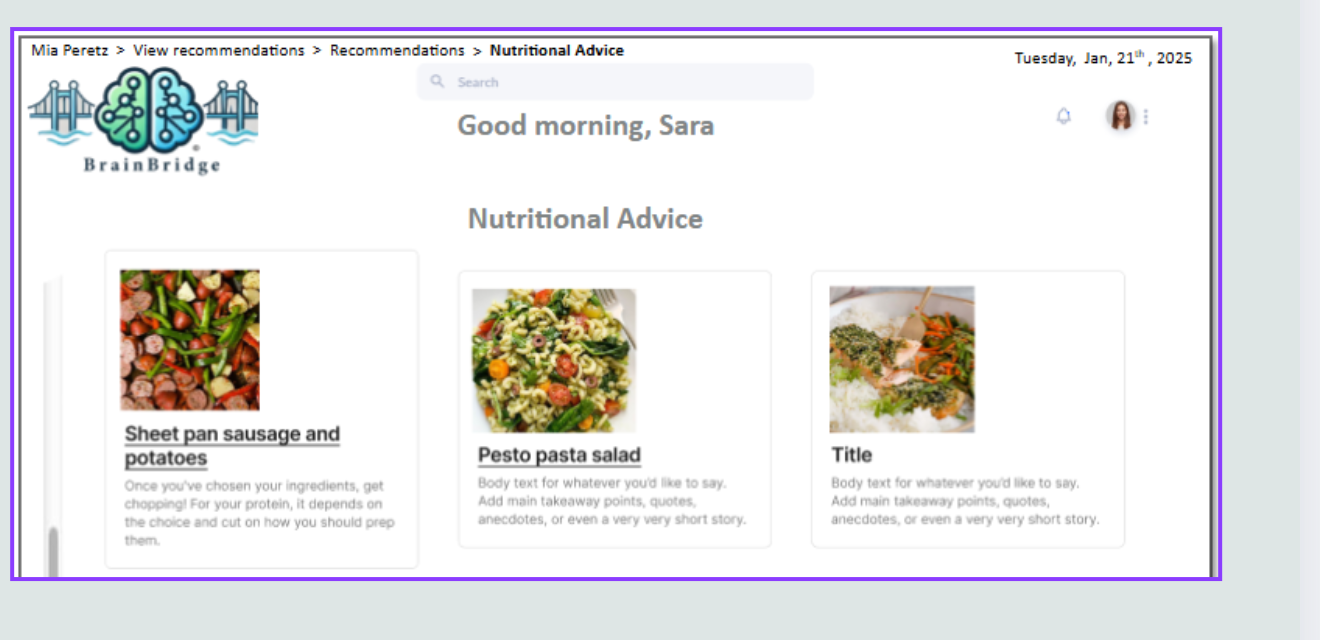 Mia Peretz > View recommendations > Recommendations > Nutritional Advice
Tuesday, Jan, 21th , 2025
Search
Good morning, Sara
BrainBridge
Nutritional Advice
Sheet pan sausage and
potatoes
Once you've chosen your ingredients, get
chopping! For your protein, it depends on
the choice and cut on how you should prep
them.
Pesto pasta salad
Body text for whatever you'd like to say.
Add main takeaway points, quotes,
anecdotes, or even a very very short story.
Title
Body text for whatever you'd like to say.
Add main takeaway points, quotes,
anecdotes, or even a very very short story.